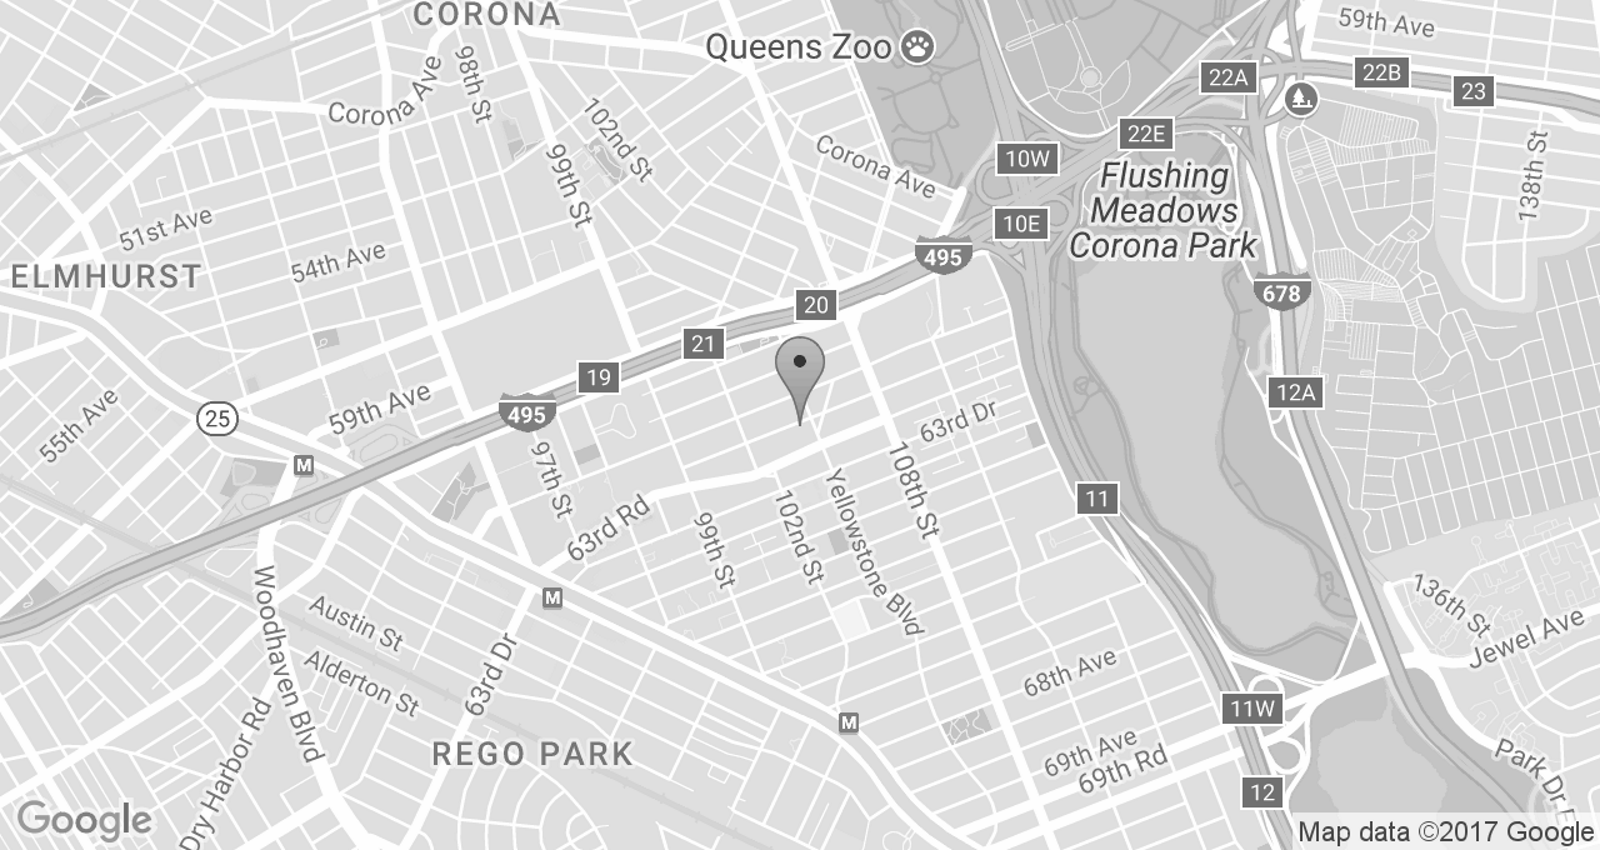 CORONA
59th Ave
Queens Zoo
98th St
22A
22B
23
Corona Ave
102nd St
22E
10W
Corona Ave
138th St
99th St
Flushing
Meadows
Corona Park
51st Ave
10E
54th Ave
495
ELMHURST
678
20
21
19
12A
59th Ave
55th Ave
25
495
63rd Dr
M
97th St
108th St
Yellowstone Blvd
11
63rd Rd
99th St
102nd St
M
136th St
Woodhaven Blvd
Austin St
Jewel Ave
63rd Dr
Alderton St
68th Ave
11W
M
Dry Harbor Rd
REGO PARK
69th Ave
69th Rd
Park Dr E
12
Google
Map data ©2017 Google